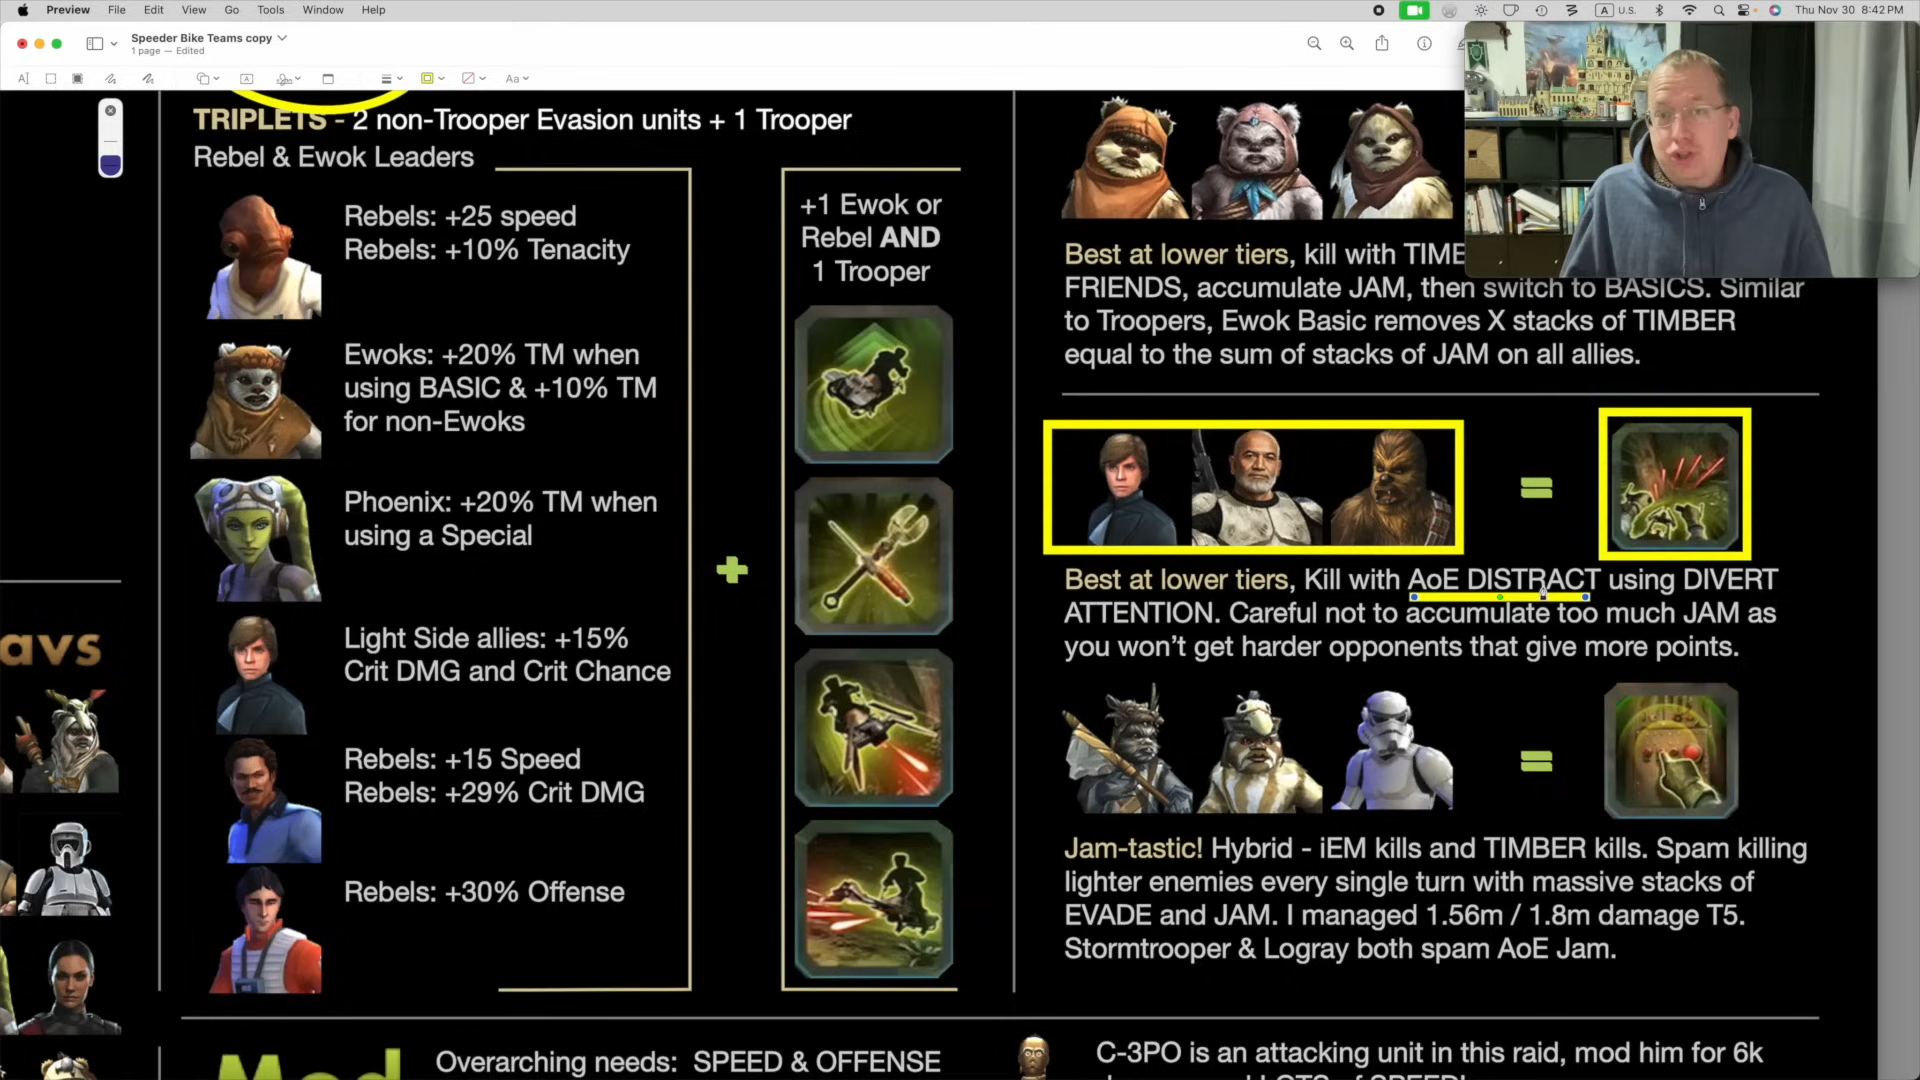 Preview File Edit View Go Tools Window Help
A U.S. Thu Nov 30 8:42 PM
Speeder Bike Teams copy
1 page — Edited
Aa
TRIPLETS - 2 non-Trooper Evasion units + 1 Trooper
Rebel & Ewok Leaders
Rebels: +25 speed
Rebels: +10% Tenacity
Ewoks: +20% TM when
using BASIC & +10% TM
for non-Ewoks
Phoenix: +20% TM when
using a Special
Light Side allies: +15%
Crit DMG and Crit Chance
Rebels: +15 Speed
Rebels: +29% Crit DMG
Rebels: +30% Offense
+1 Ewok or
Rebel AND
1 Trooper
avs
Best at lower tiers, kill with TIMB
FRIENDS, accumulate JAM, then switch to BASICS. Similar
to Troopers, Ewok Basic removes X stacks of TIMBER
equal to the sum of stacks of JAM on all allies.
Best at lower tiers, Kill with AoE DISTRACT using DIVERT
ATTENTION. Careful not to accumulate too much JAM as
you won't get harder opponents that give more points.
Jam-tastic! Hybrid - iEM kills and TIMBER kills. Spam killing
lighter enemies every single turn with massive stacks of
EVADE and JAM. I managed 1.56m / 1.8m damage T5.
Stormtrooper & Logray both spam AoE Jam.
Mod
Overarching needs: SPEED & OFFENSE
C-3PO is an attacking unit in this raid, mod him for 6k